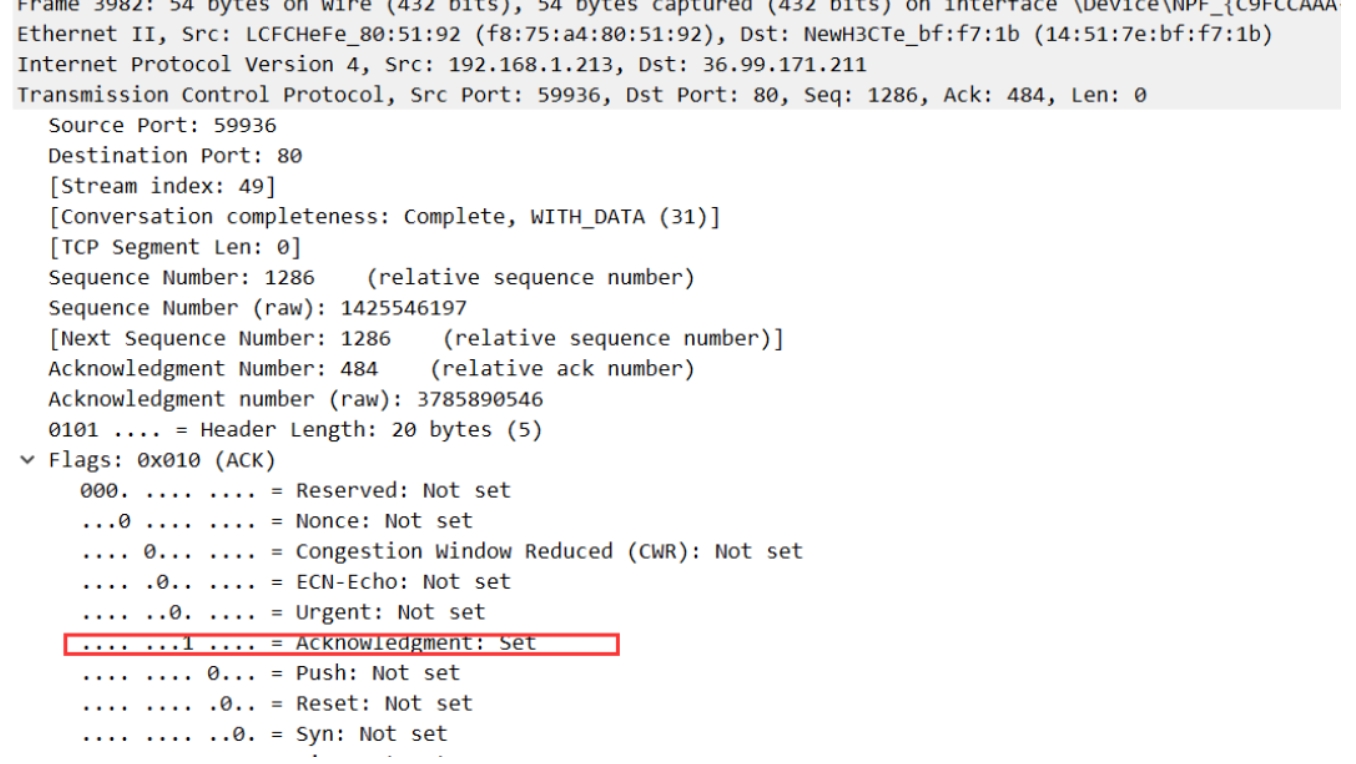 Frame 3982: 54 bytes on wire (432 bits), 54 bytes captured (432 bits) on interface \Device\NPF_{C9FCCAAA-
Ethernet II, Src: LCFCHeFe_80:51:92 (f8:75:a4:80:51:92), Dst: NewH3CTe_bf:f7:1b (14:51:7e:bf:f7:1b)
Internet Protocol Version 4, Src: 192.168.1.213, Dst: 36.99.171.211
Transmission Control Protocol, Src Port: 59936, Dst Port: 80, Seq: 1286, Ack: 484, Len: 0
Source Port: 59936
Destination Port: 80
[Stream index: 49]
[Conversation completeness: Complete, WITH_DATA (31)]
[TCP Segment Len: 0]
Sequence Number: 1286    (relative sequence number)
Sequence Number (raw): 1425546197
[Next Sequence Number: 1286    (relative sequence number)]
Acknowledgment Number: 484    (relative ack number)
Acknowledgment number (raw): 3785890546
0101 .... = Header Length: 20 bytes (5)
Flags: 0x010 (ACK)
000. .... .... = Reserved: Not set
...0 .... .... = Nonce: Not set
.... 0... .... = Congestion Window Reduced (CWR): Not set
.... .0.. .... = ECN-Echo: Not set
.... ..0. .... = Urgent: Not set
.... ...1 .... = Acknowledgment: Set
.... .... 0... = Push: Not set
.... .... .0.. = Reset: Not set
.... .... ..0. = Syn: Not set